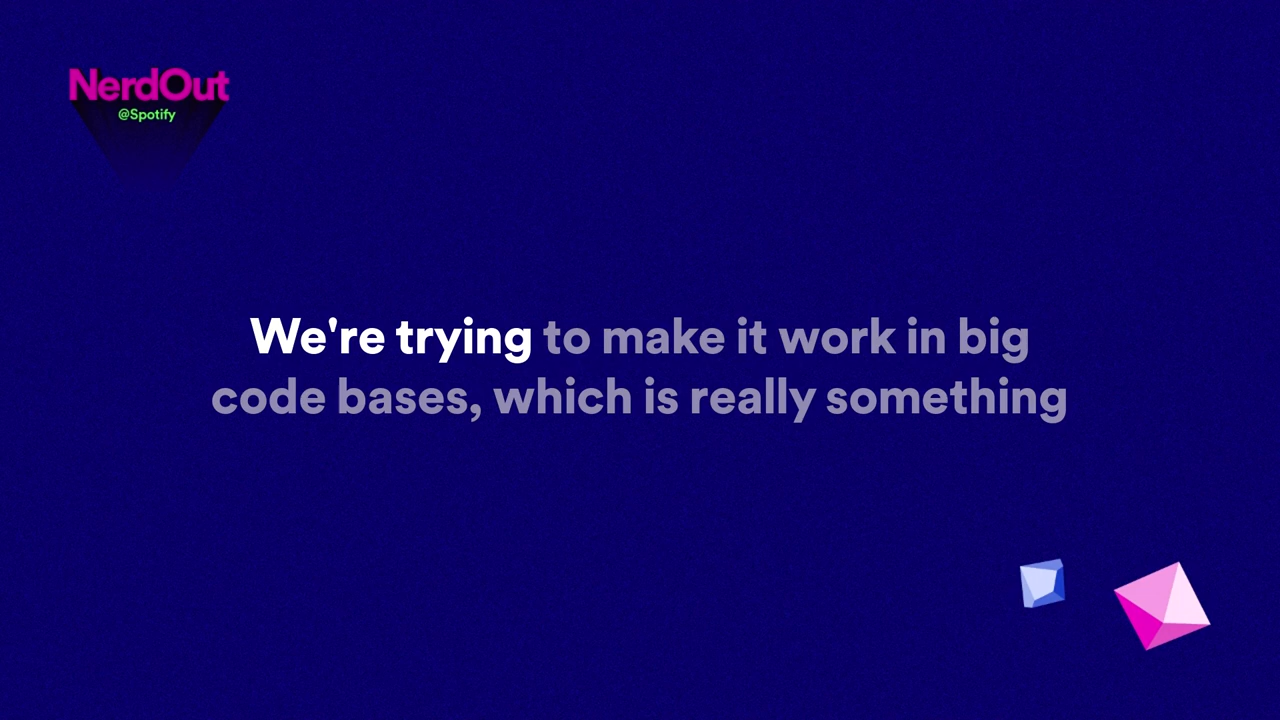 NerdOut
@Spotify
We're trying to make it work in big
code bases, which is really something